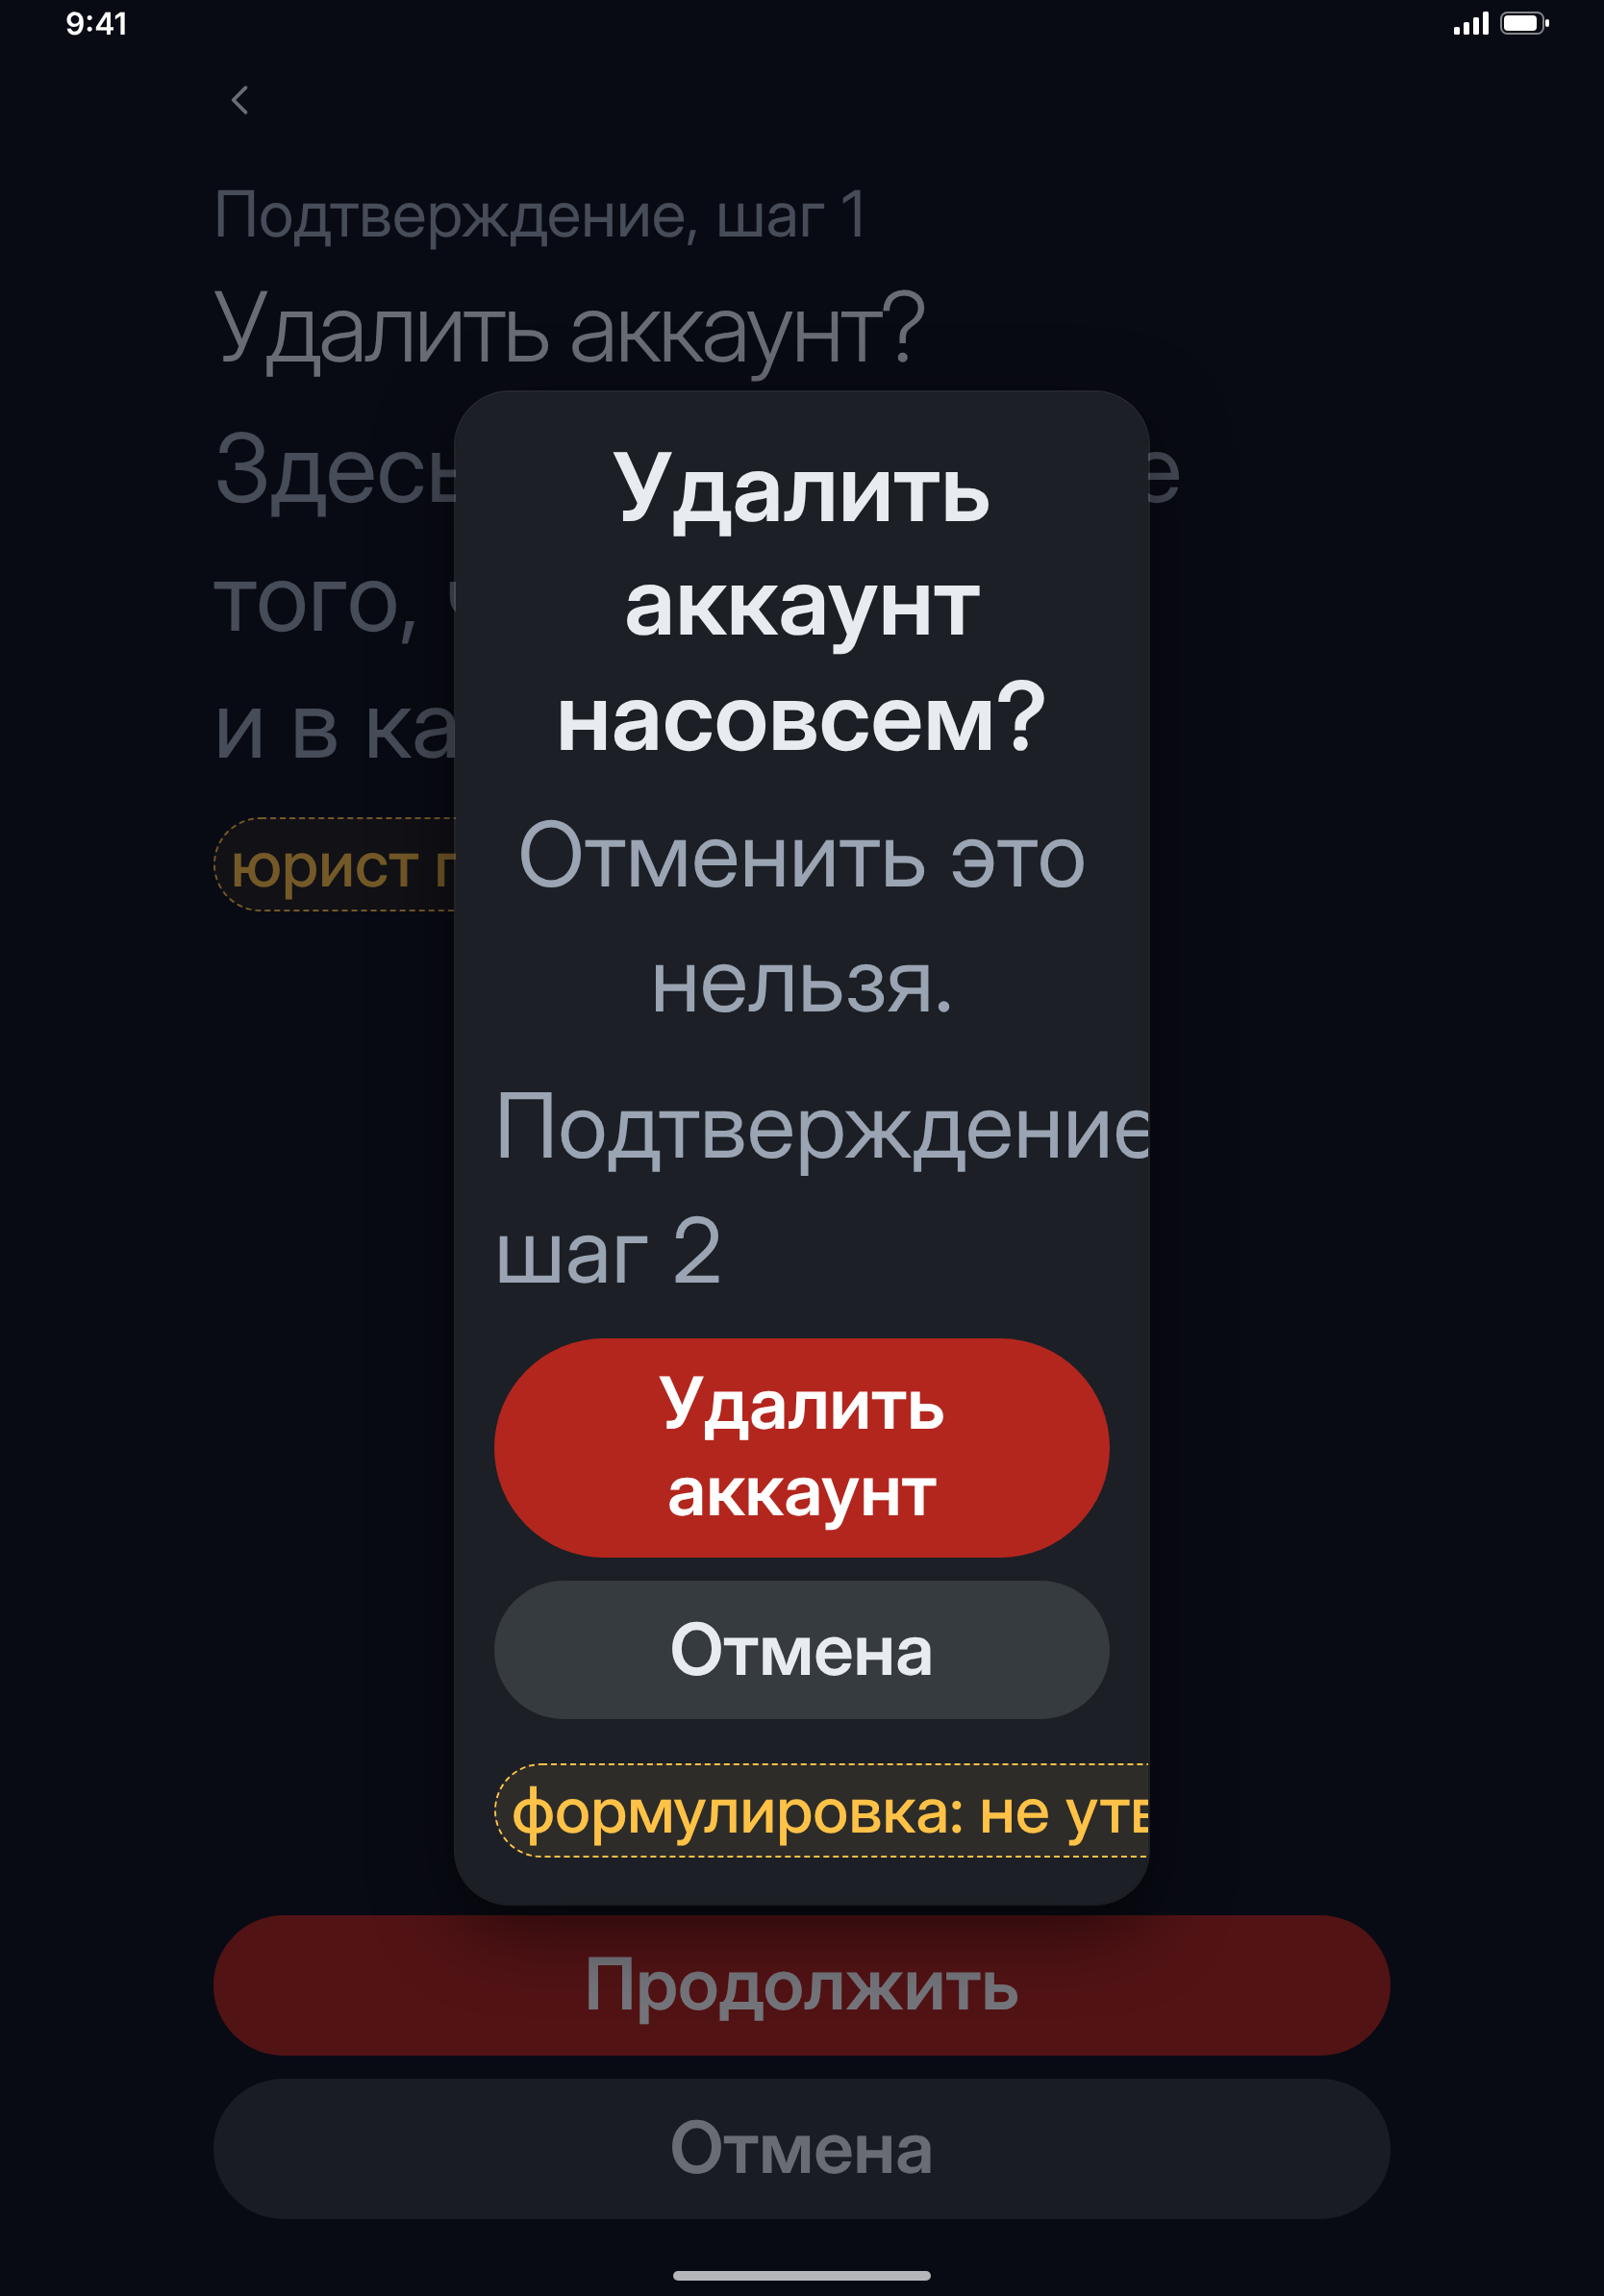 9:41
Подтверждение, шаг 1
Удалить аккаунт?
Здесь
того,
и в ка
юрист
Удалить
аккаунт
насовсем?
Отменить это
нельзя.
Подтверждение
шаг 2
Удалить
аккаунт
Отмена
формулировка: не утв
Продолжить
Отмена